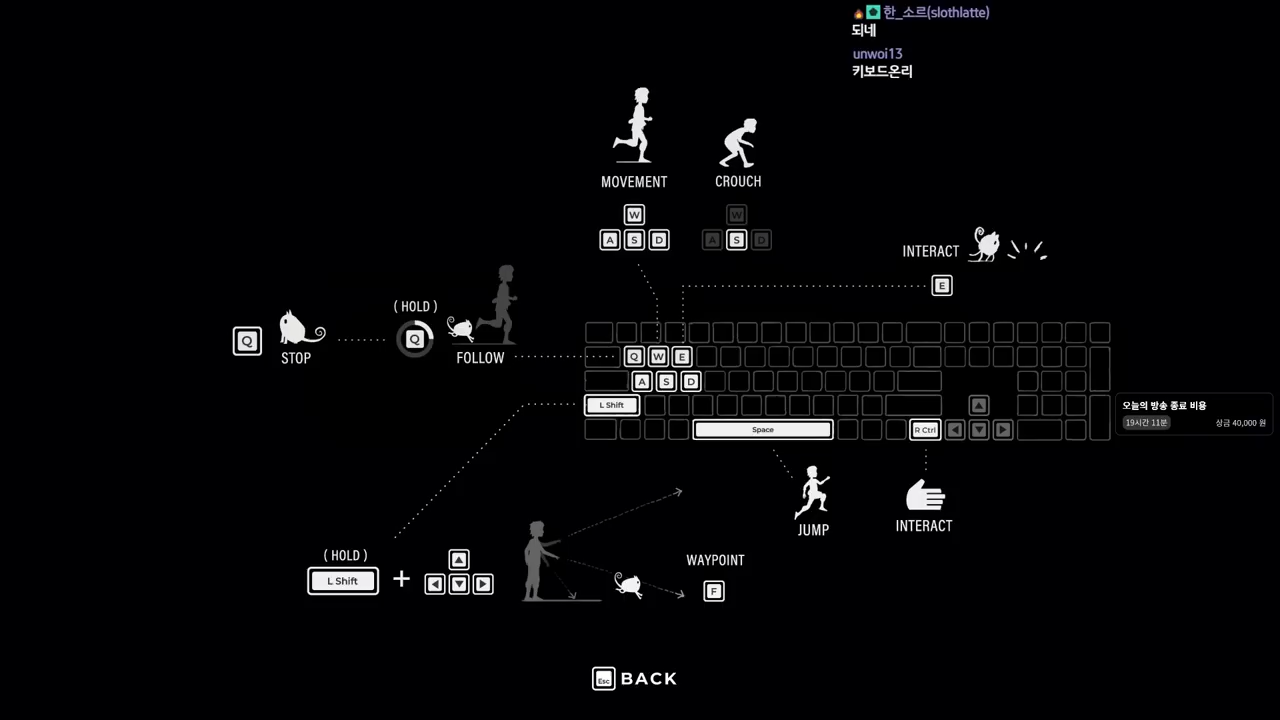 한_소르(slothlatte)
되네
unwoi13
키보드온리
MOVEMENT
CROUCH
W
A S D
W
A S D
INTERACT
E
( HOLD )
Q
STOP
Q
FOLLOW
Q W E
A S D
L Shift
Space
R Ctrl
오늘의 방송 종료 비용
19시간 11분
상금 40,000 원
JUMP
INTERACT
( HOLD )
L Shift
+
WAYPOINT
F
Esc BACK